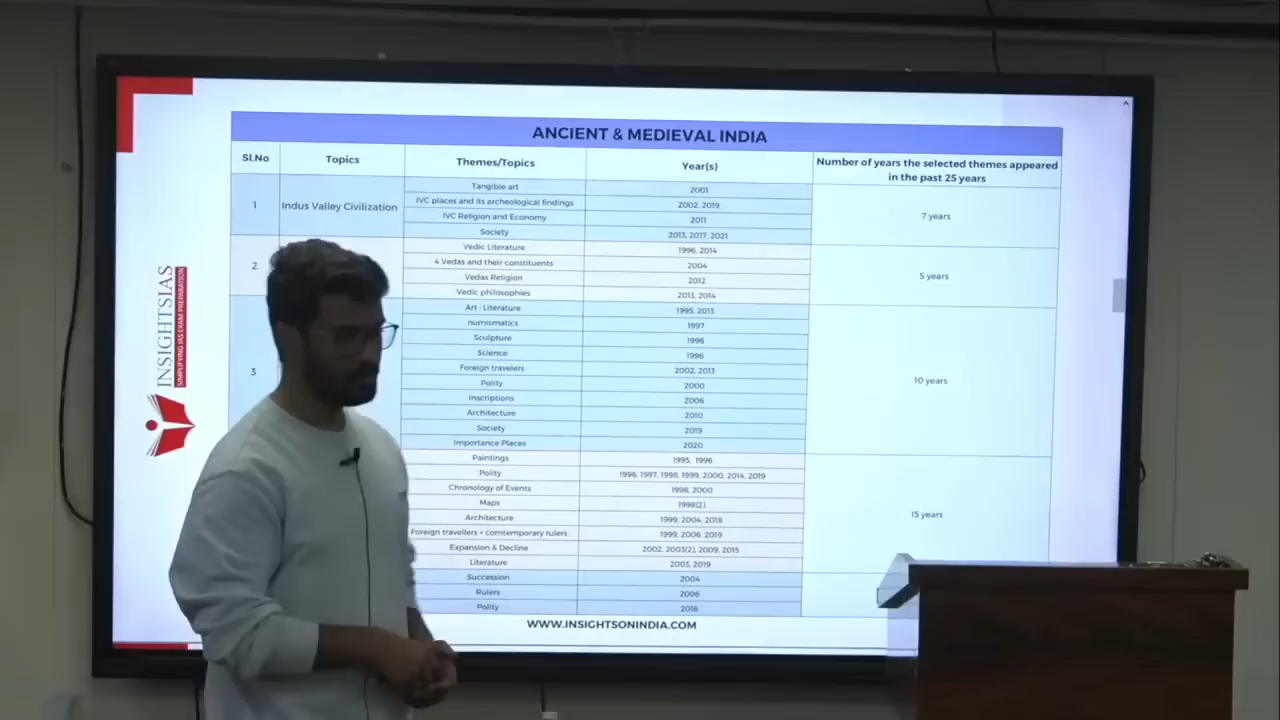 ANCIENT & MEDIEVAL INDIA
Sl.No Topics Themes/Topics Year(s) Number of years the selected themes appeared in the past 25 years
1 Indus Valley Civilization 7 years
Tangible art 2001
IVC places and its archeological findings 2002, 2019
IVC Religion and Economy 2011
Society 2013, 2017, 2021
2 5 years
Vedic Literature 1996, 2014
4 Vedas and their constituents 2004
Vedas Religion 2012
Vedic philosophies 2013, 2014
3 10 years
Art : Literature 1995, 2013
numismatics 1997
Sculpture 1996
Science 1996
Foreign travelers 2002, 2013
Polity 2000
Inscriptions 2006
Architecture 2010
Society 2019
Importance Places 2020
15 years
Paintings 1995, 1996
Polity 1996, 1997, 1998, 1999, 2000, 2014, 2019
Chronology of Events 1998, 2000
Maps 1998(2)
Architecture 1999, 2004, 2018
Foreign travellers + comtemporary rulers 1999, 2006, 2019
Expansion & Decline 2002, 2003(2), 2009, 2015
Literature 2003, 2019
Succession 2004
Rulers 2006
Polity 2016
WWW.INSIGHTSONINDIA.COM
INSIGHTSIAS
SIMPLIFYING IAS EXAM PREPARATION